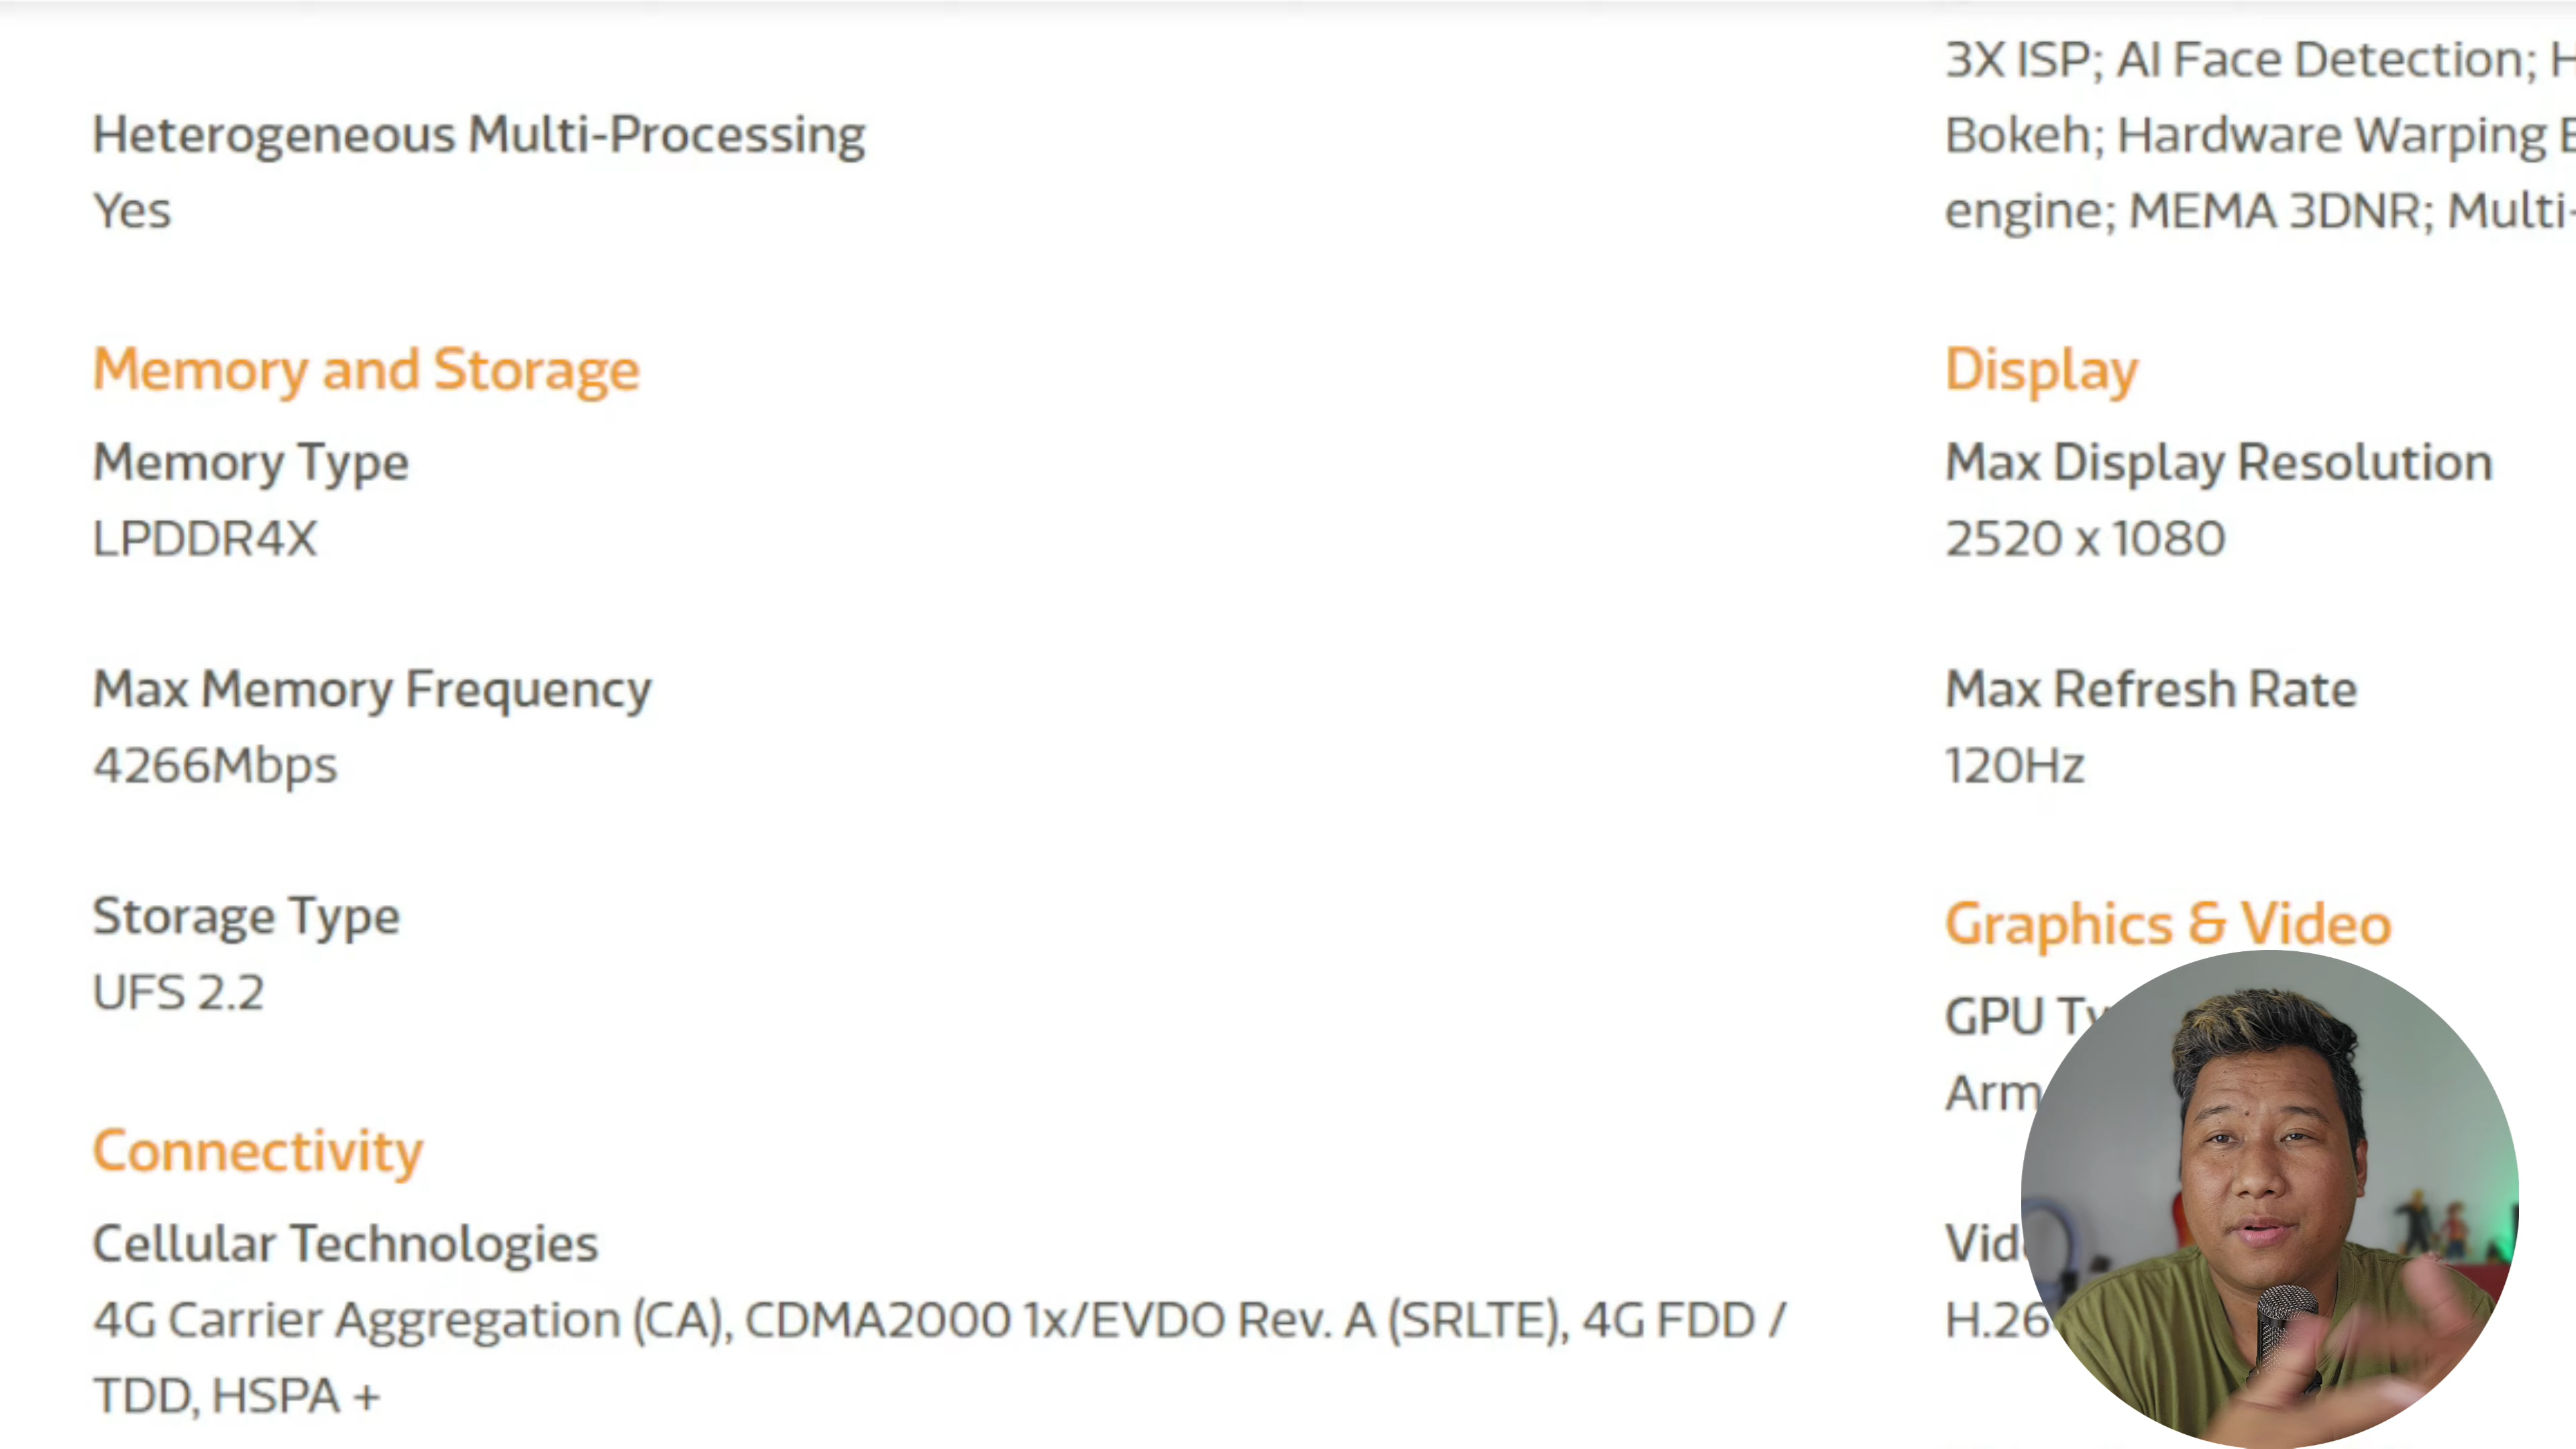 Heterogeneous Multi-Processing
Yes
Memory and Storage
Memory Type
LPDDR4X
Max Memory Frequency
4266Mbps
Storage Type
UFS 2.2
Connectivity
Cellular Technologies
4G Carrier Aggregation (CA), CDMA2000 1x/EVDO Rev. A (SRLTE), 4G FDD /
TDD, HSPA +
3X ISP; AI Face Detection;
Bokeh; Hardware Warping
engine; MEMA 3DNR; Multi-
Display
Max Display Resolution
2520 x 1080
Max Refresh Rate
120Hz
Graphics & Video
GPU
Arm